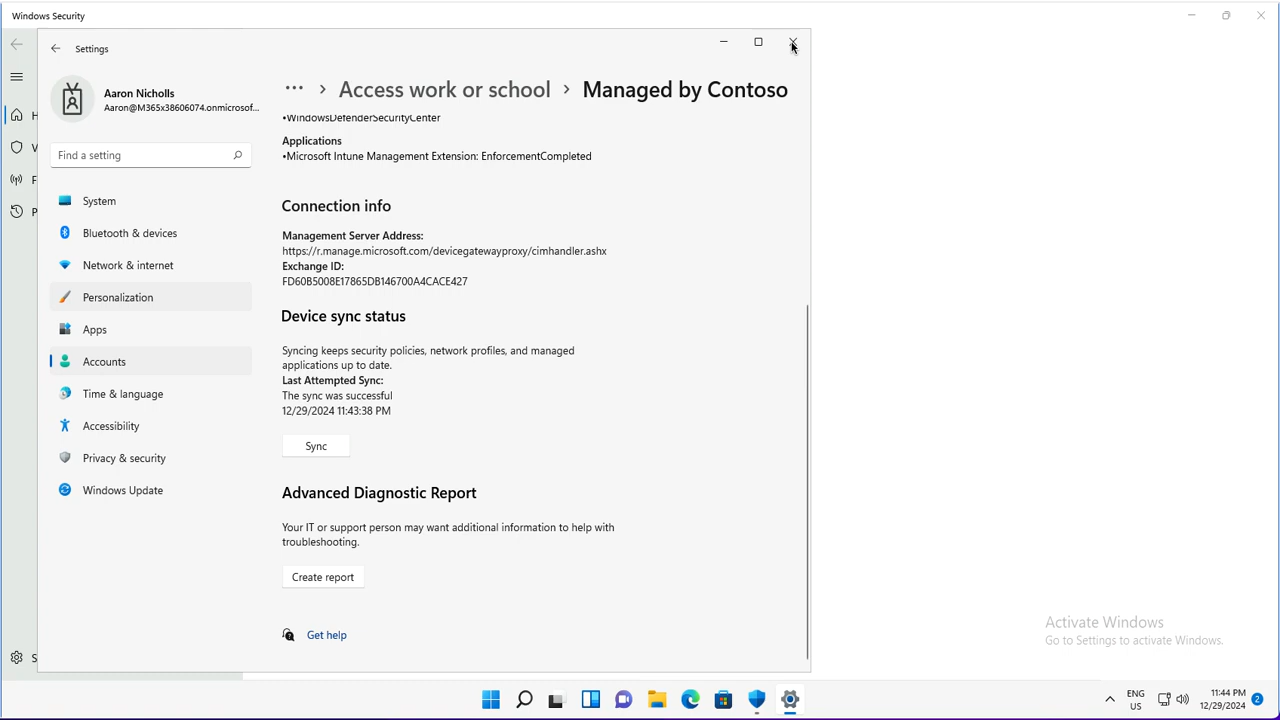 Windows Security
Settings
Aaron Nicholls
Aaron@M365x38606074.onmicrosof...
Find a setting
System
Bluetooth & devices
Network & internet
Personalization
Apps
Accounts
Time & language
Accessibility
Privacy & security
Windows Update
··· › Access work or school › Managed by Contoso
•WindowsDefenderSecurityCenter
Applications
•Microsoft Intune Management Extension: EnforcementCompleted
Connection info
Management Server Address:
https://r.manage.microsoft.com/devicegatewayproxy/cimhandler.ashx
Exchange ID:
FD60B5008E17865DB146700A4CACE427
Device sync status
Syncing keeps security policies, network profiles, and managed
applications up to date.
Last Attempted Sync:
The sync was successful
12/29/2024 11:43:38 PM
Sync
Advanced Diagnostic Report
Your IT or support person may want additional information to help with
troubleshooting.
Create report
Get help
H
V
F
P
S
Activate Windows
Go to Settings to activate Windows.
ENG
US
11:44 PM
12/29/2024
2